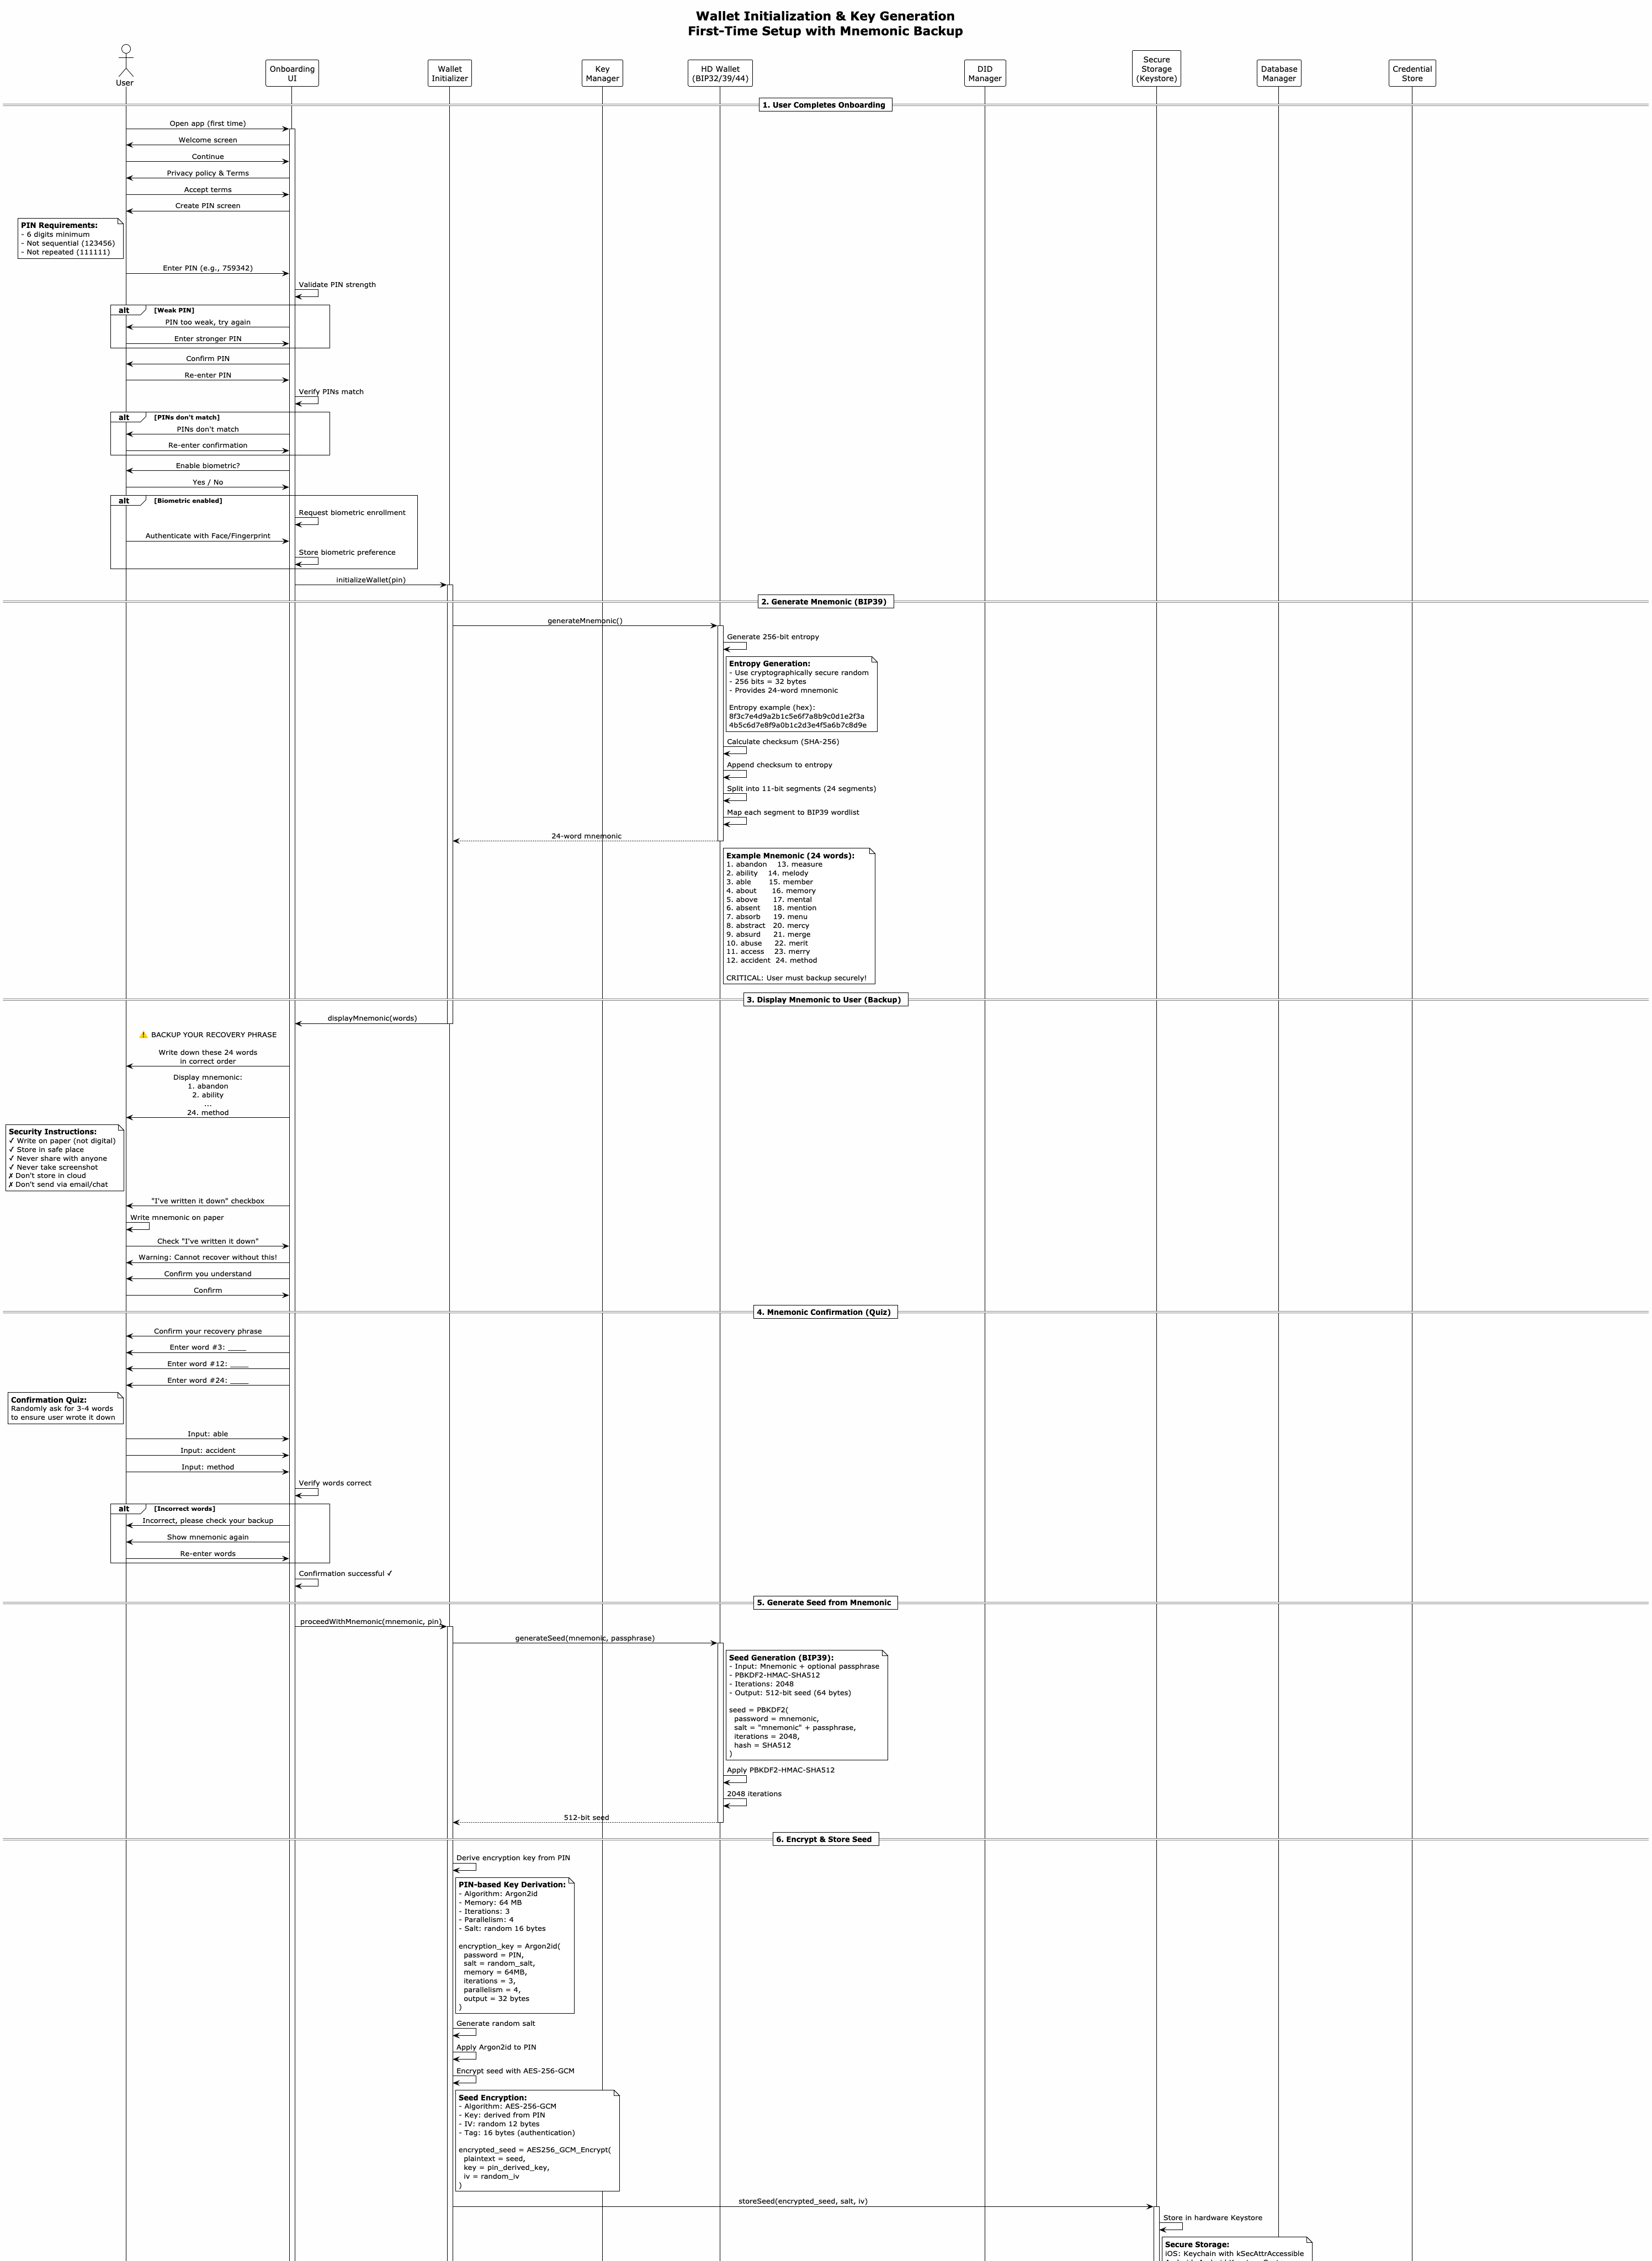 Wallet Initialization & Key Generation
First-Time Setup with Mnemonic Backup
User
Onboarding
UI
Wallet
Initializer
Key
Manager
HD Wallet
(BIP32/39/44)
DID
Manager
Secure
Storage
(Keystore)
Database
Manager
Credential
Store
1. User Completes Onboarding
Open app (first time)
Welcome screen
Continue
Privacy policy & Terms
Accept terms
Create PIN screen
PIN Requirements:
- 6 digits minimum
- Not sequential (123456)
- Not repeated (111111)
Enter PIN (e.g., 759342)
Validate PIN strength
alt [Weak PIN]
PIN too weak, try again
Enter stronger PIN
Confirm PIN
Re-enter PIN
Verify PINs match
alt [PINs don't match]
PINs don't match
Re-enter confirmation
Enable biometric?
Yes / No
alt [Biometric enabled]
Request biometric enrollment
Authenticate with Face/Fingerprint
Store biometric preference
initializeWallet(pin)
2. Generate Mnemonic (BIP39)
generateMnemonic()
Generate 256-bit entropy
Entropy Generation:
- Use cryptographically secure random
- 256 bits = 32 bytes
- Provides 24-word mnemonic
Entropy example (hex):
8f3c7e4d9a2b1c5e6f7a8b9c0d1e2f3a
4b5c6d7e8f9a0b1c2d3e4f5a6b7c8d9e
Calculate checksum (SHA-256)
Append checksum to entropy
Split into 11-bit segments (24 segments)
Map each segment to BIP39 wordlist
24-word mnemonic
Example Mnemonic (24 words):
1. abandon 13. measure
2. ability 14. melody
3. able 15. member
4. about 16. memory
5. above 17. mental
6. absent 18. mention
7. absorb 19. menu
8. abstract 20. mercy
9. absurd 21. merge
10. abuse 22. merit
11. access 23. merry
12. accident 24. method
CRITICAL: User must backup securely!
3. Display Mnemonic to User (Backup)
displayMnemonic(words)
⚠️ BACKUP YOUR RECOVERY PHRASE
Write down these 24 words
in correct order
Display mnemonic:
1. abandon
2. ability
...
24. method
Security Instructions:
✓ Write on paper (not digital)
✓ Store in safe place
✓ Never share with anyone
✓ Never take screenshot
✗ Don't store in cloud
✗ Don't send via email/chat
"I've written it down" checkbox
Write mnemonic on paper
Check "I've written it down"
Warning: Cannot recover without this!
Confirm you understand
Confirm
4. Mnemonic Confirmation (Quiz)
Confirm your recovery phrase
Enter word #3: ____
Enter word #12: ____
Enter word #24: ____
Confirmation Quiz:
Randomly ask for 3-4 words
to ensure user wrote it down
Input: able
Input: accident
Input: method
Verify words correct
alt [Incorrect words]
Incorrect, please check your backup
Show mnemonic again
Re-enter words
Confirmation successful ✓
5. Generate Seed from Mnemonic
proceedWithMnemonic(mnemonic, pin)
generateSeed(mnemonic, passphrase)
Seed Generation (BIP39):
- Input: Mnemonic + optional passphrase
- PBKDF2-HMAC-SHA512
- Iterations: 2048
- Output: 512-bit seed (64 bytes)
seed = PBKDF2(
password = mnemonic,
salt = "mnemonic" + passphrase,
iterations = 2048,
hash = SHA512
)
Apply PBKDF2-HMAC-SHA512
2048 iterations
512-bit seed
6. Encrypt & Store Seed
Derive encryption key from PIN
PIN-based Key Derivation:
- Algorithm: Argon2id
- Memory: 64 MB
- Iterations: 3
- Parallelism: 4
- Salt: random 16 bytes
encryption_key = Argon2id(
password = PIN,
salt = random_salt,
memory = 64MB,
iterations = 3,
parallelism = 4,
output = 32 bytes
)
Generate random salt
Apply Argon2id to PIN
Encrypt seed with AES-256-GCM
Seed Encryption:
- Algorithm: AES-256-GCM
- Key: derived from PIN
- IV: random 12 bytes
- Tag: 16 bytes (authentication)
encrypted_seed = AES256_GCM_Encrypt(
plaintext = seed,
key = pin_derived_key,
iv = random_iv
)
storeSeed(encrypted_seed, salt, iv)
Store in hardware Keystore
Secure Storage:
iOS: Keychain with kSecAttrAccessible